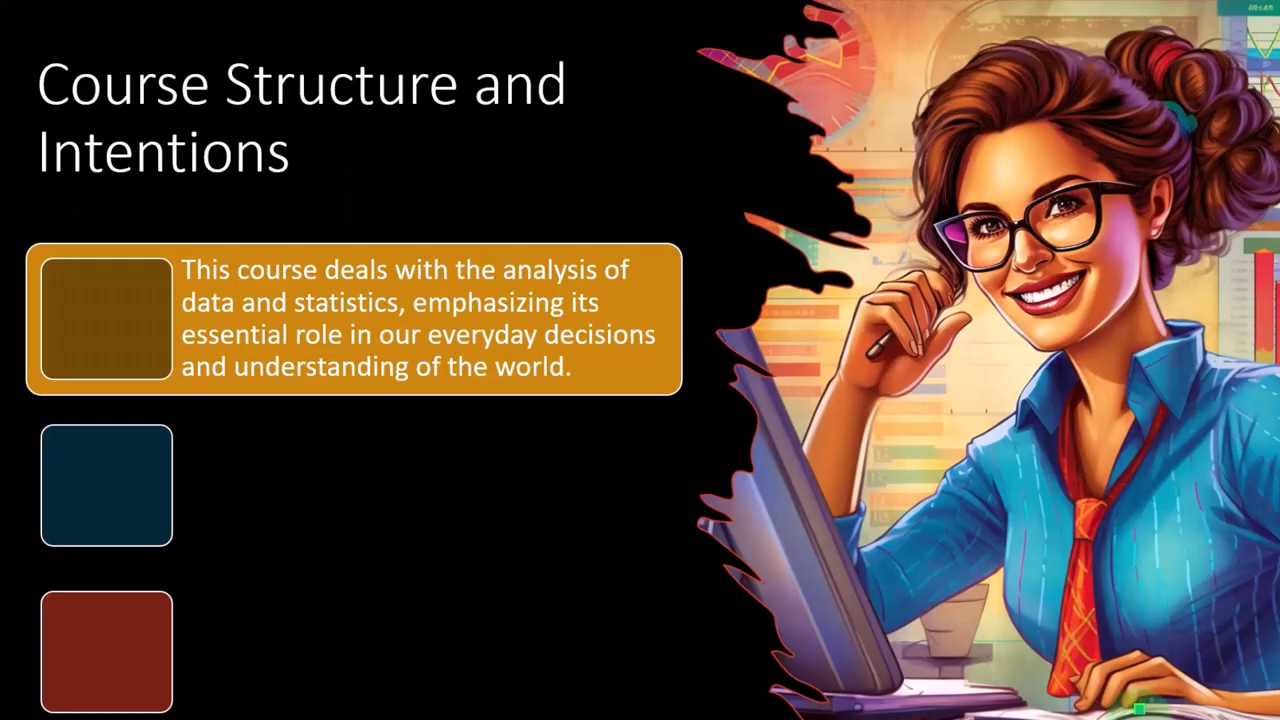 Course Structure and
Intentions
This course deals with the analysis of
data and statistics, emphasizing its
essential role in our everyday decisions
and understanding of the world.